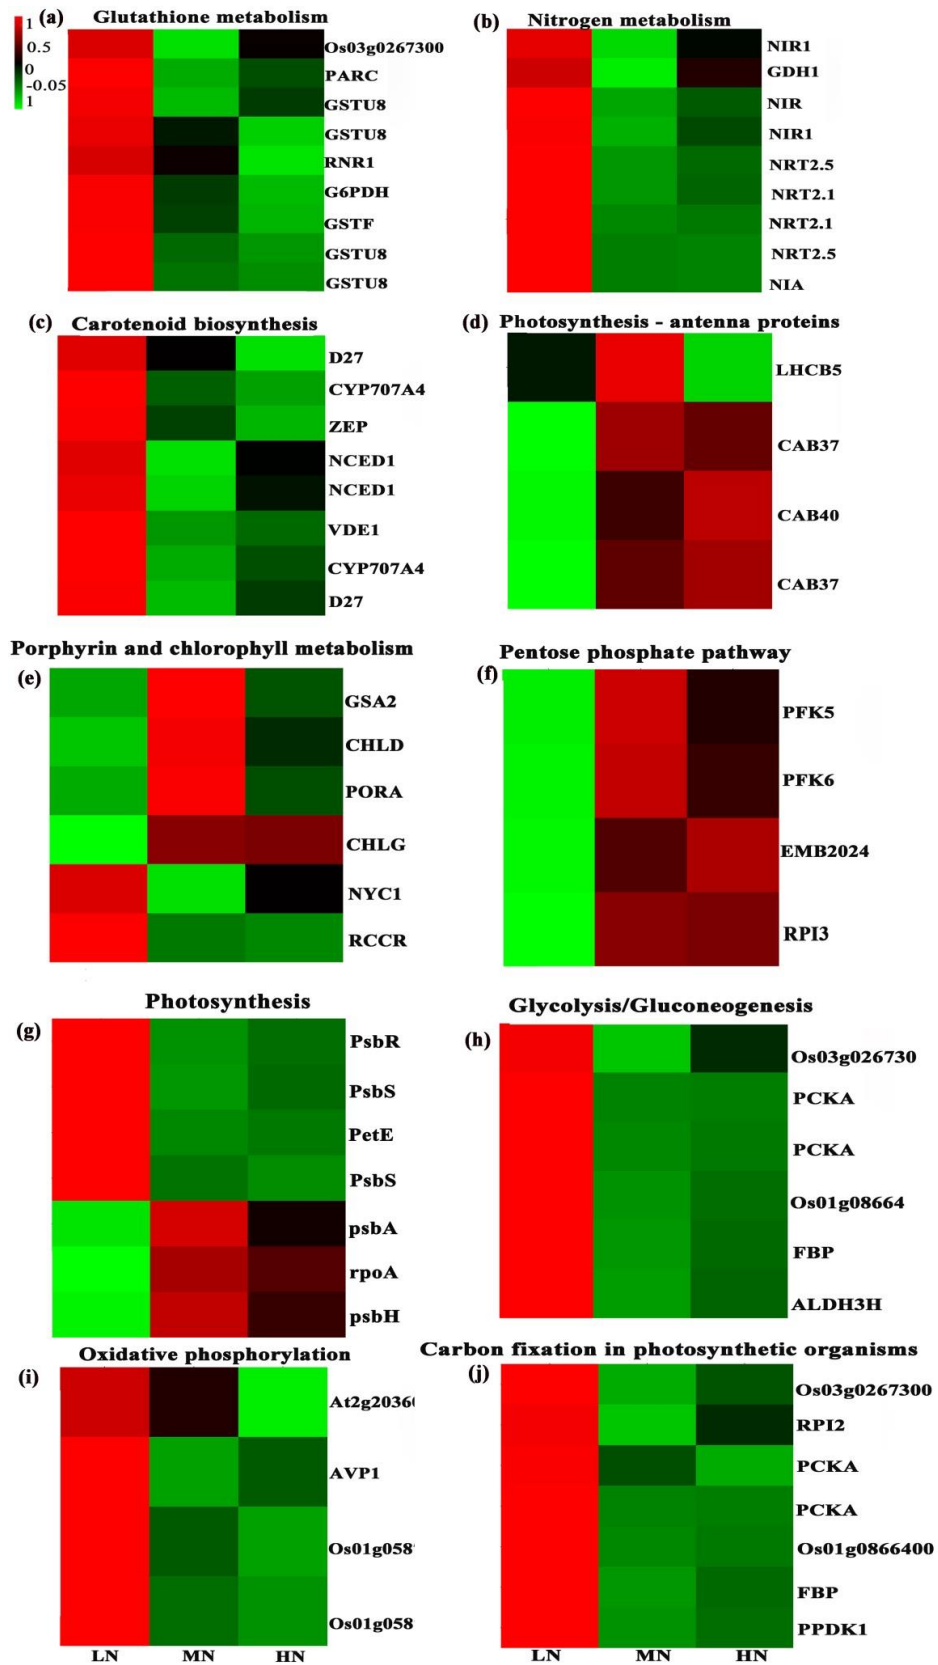 (a) Glutathione metabolism
1
0.5
0
-0.05
1
Os03g0267300
PARC
GSTU8
GSTU8
RNR1
G6PDH
GSTF
GSTU8
GSTU8
(b) Nitrogen metabolism
NIR1
GDH1
NIR
NIR1
NRT2.5
NRT2.1
NRT2.1
NRT2.5
NIA
(c) Carotenoid biosynthesis
D27
CYP707A4
ZEP
NCED1
NCED1
VDE1
CYP707A4
D27
(d) Photosynthesis - antenna proteins
LHCB5
CAB37
CAB40
CAB37
Porphyrin and chlorophyll metabolism
(e)
GSA2
CHLD
PORA
CHLG
NYC1
RCCR
Pentose phosphate pathway
(f)
PFK5
PFK6
EMB2024
RPI3
Photosynthesis
(g)
PsbR
PsbS
PetE
PsbS
psbA
rpoA
psbH
Glycolysis/Gluconeogenesis
(h)
Os03g026730
PCKA
PCKA
Os01g08664
FBP
ALDH3H
Oxidative phosphorylation
(i)
At2g2036
AVP1
Os01g058
Os01g058
LN MN HN
Carbon fixation in photosynthetic organisms
(j)
Os03g0267300
RPI2
PCKA
PCKA
Os01g0866400
FBP
PPDK1
LN MN HN